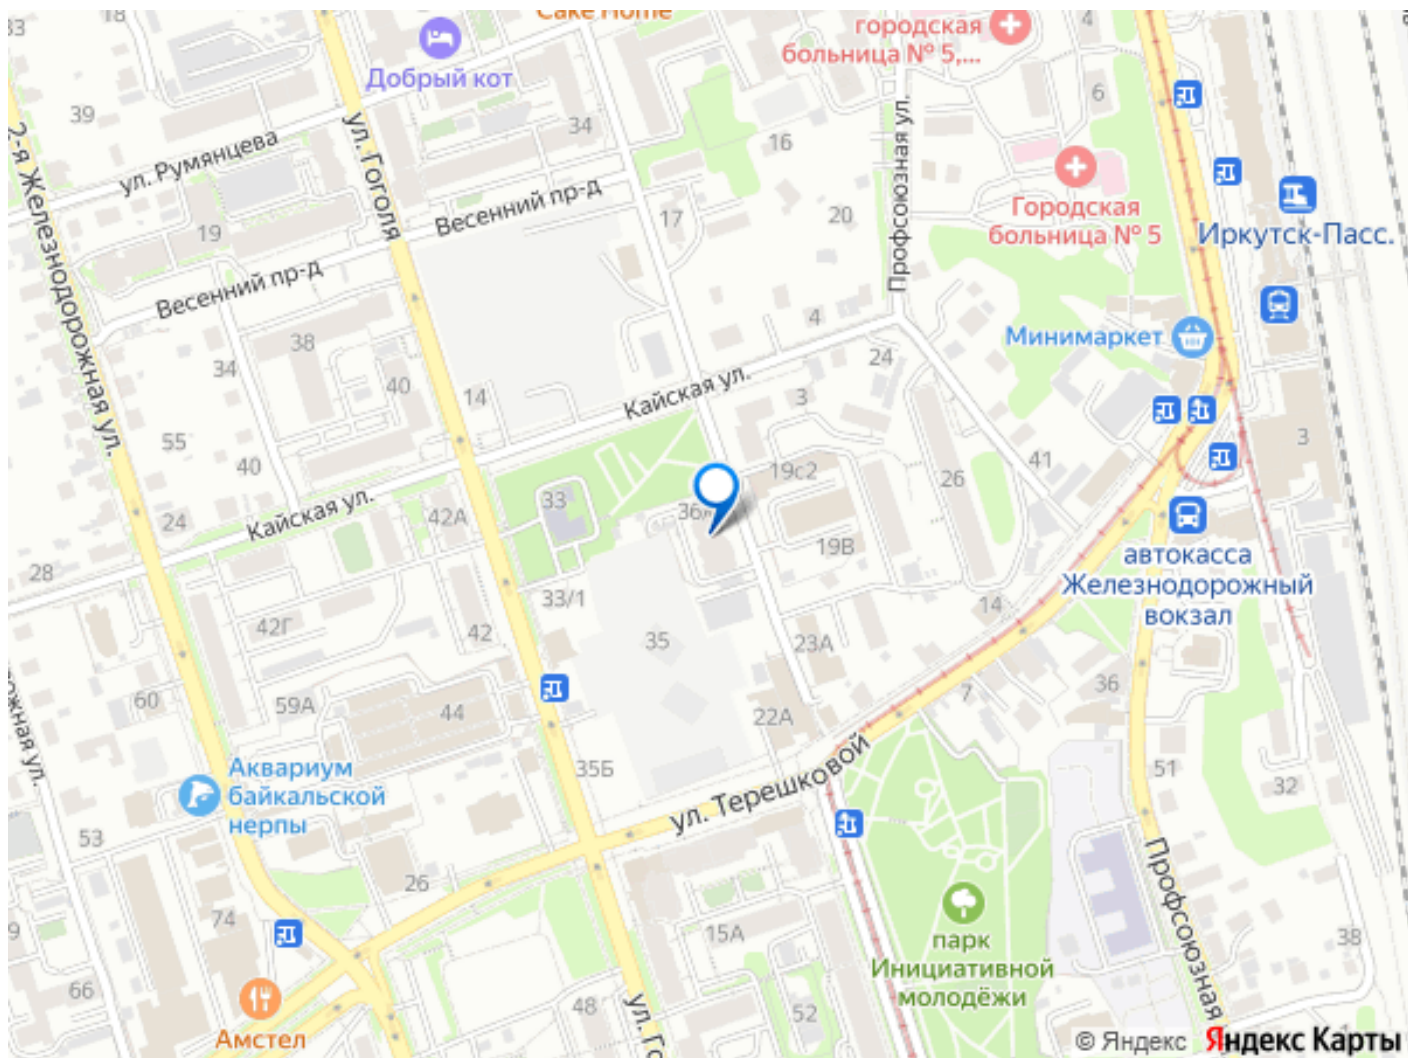 33
18
Cake Home
4
городская
больница № 5,...
Добрый кот
6
39
34
16
ул. Румянцева
2-я Железнодорожная ул.
ул. Гоголя
Профсоюзная ул.
Весенний пр-д
17
20
19
Городская
больница № 5
Иркутск-Пасс.
Весенний пр-д
38
34
40
14
4
24
Минимаркет
Кайская ул.
3
55
40
41
3
19с2
26
33
24
Кайская ул.
42А
19В
автокасса
Железнодорожный
вокзал
28
33/1
14
42Г
42
35
23А
60
59А
44
7
36
22А
35Б
51
32
Аквариум
байкальской
нерпы
ул. Терешковой
53
26
74
15А
парк
Инициативной
молодёжи
Профсоюзная
38
66
48
52
Амстел
© Яндекс
Яндекс Карты